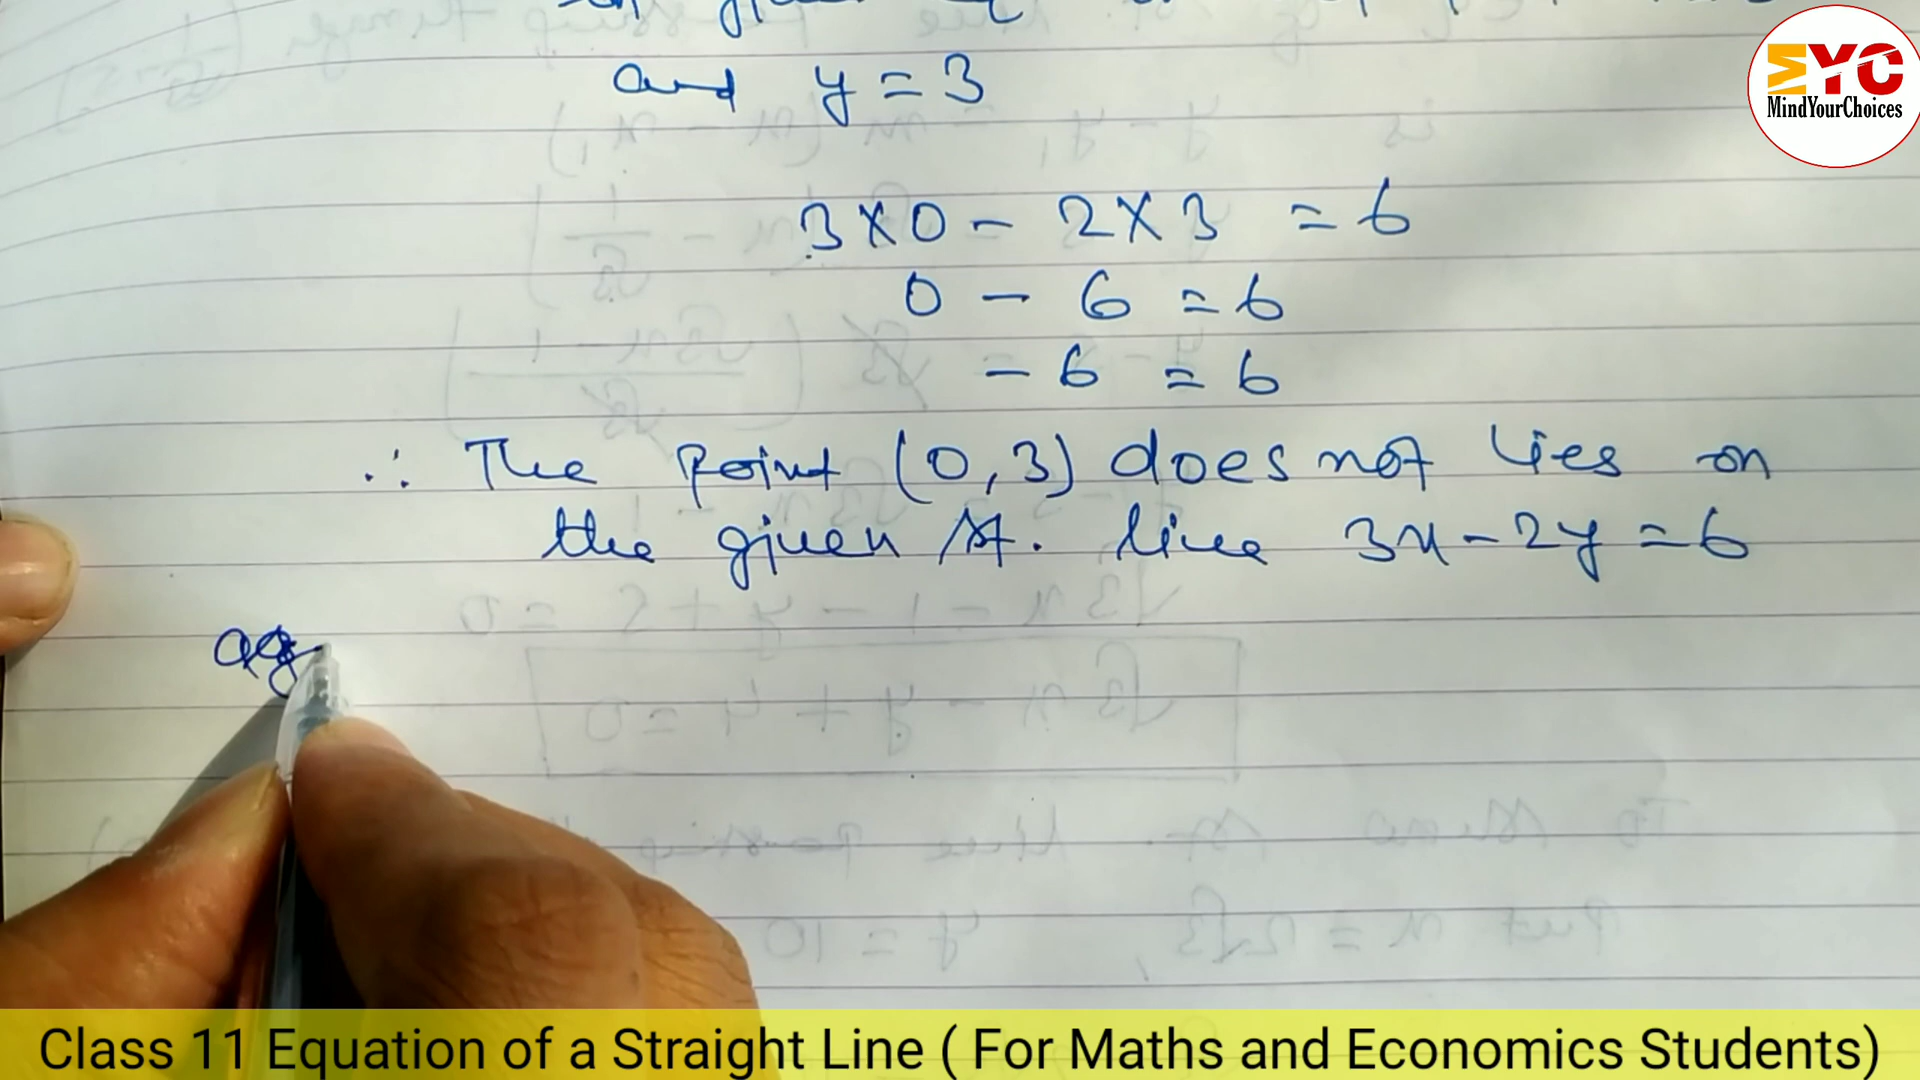 and y = 3
MYC
MindYourChoices
3×0 - 2×3 = 6
0 - 6 = 6
- 6 = 6
∴ The point (0,3) does not lies on
the given st. line 3x - 2y = 6
ag
Class 11 Equation of a Straight Line ( For Maths and Economics Students)